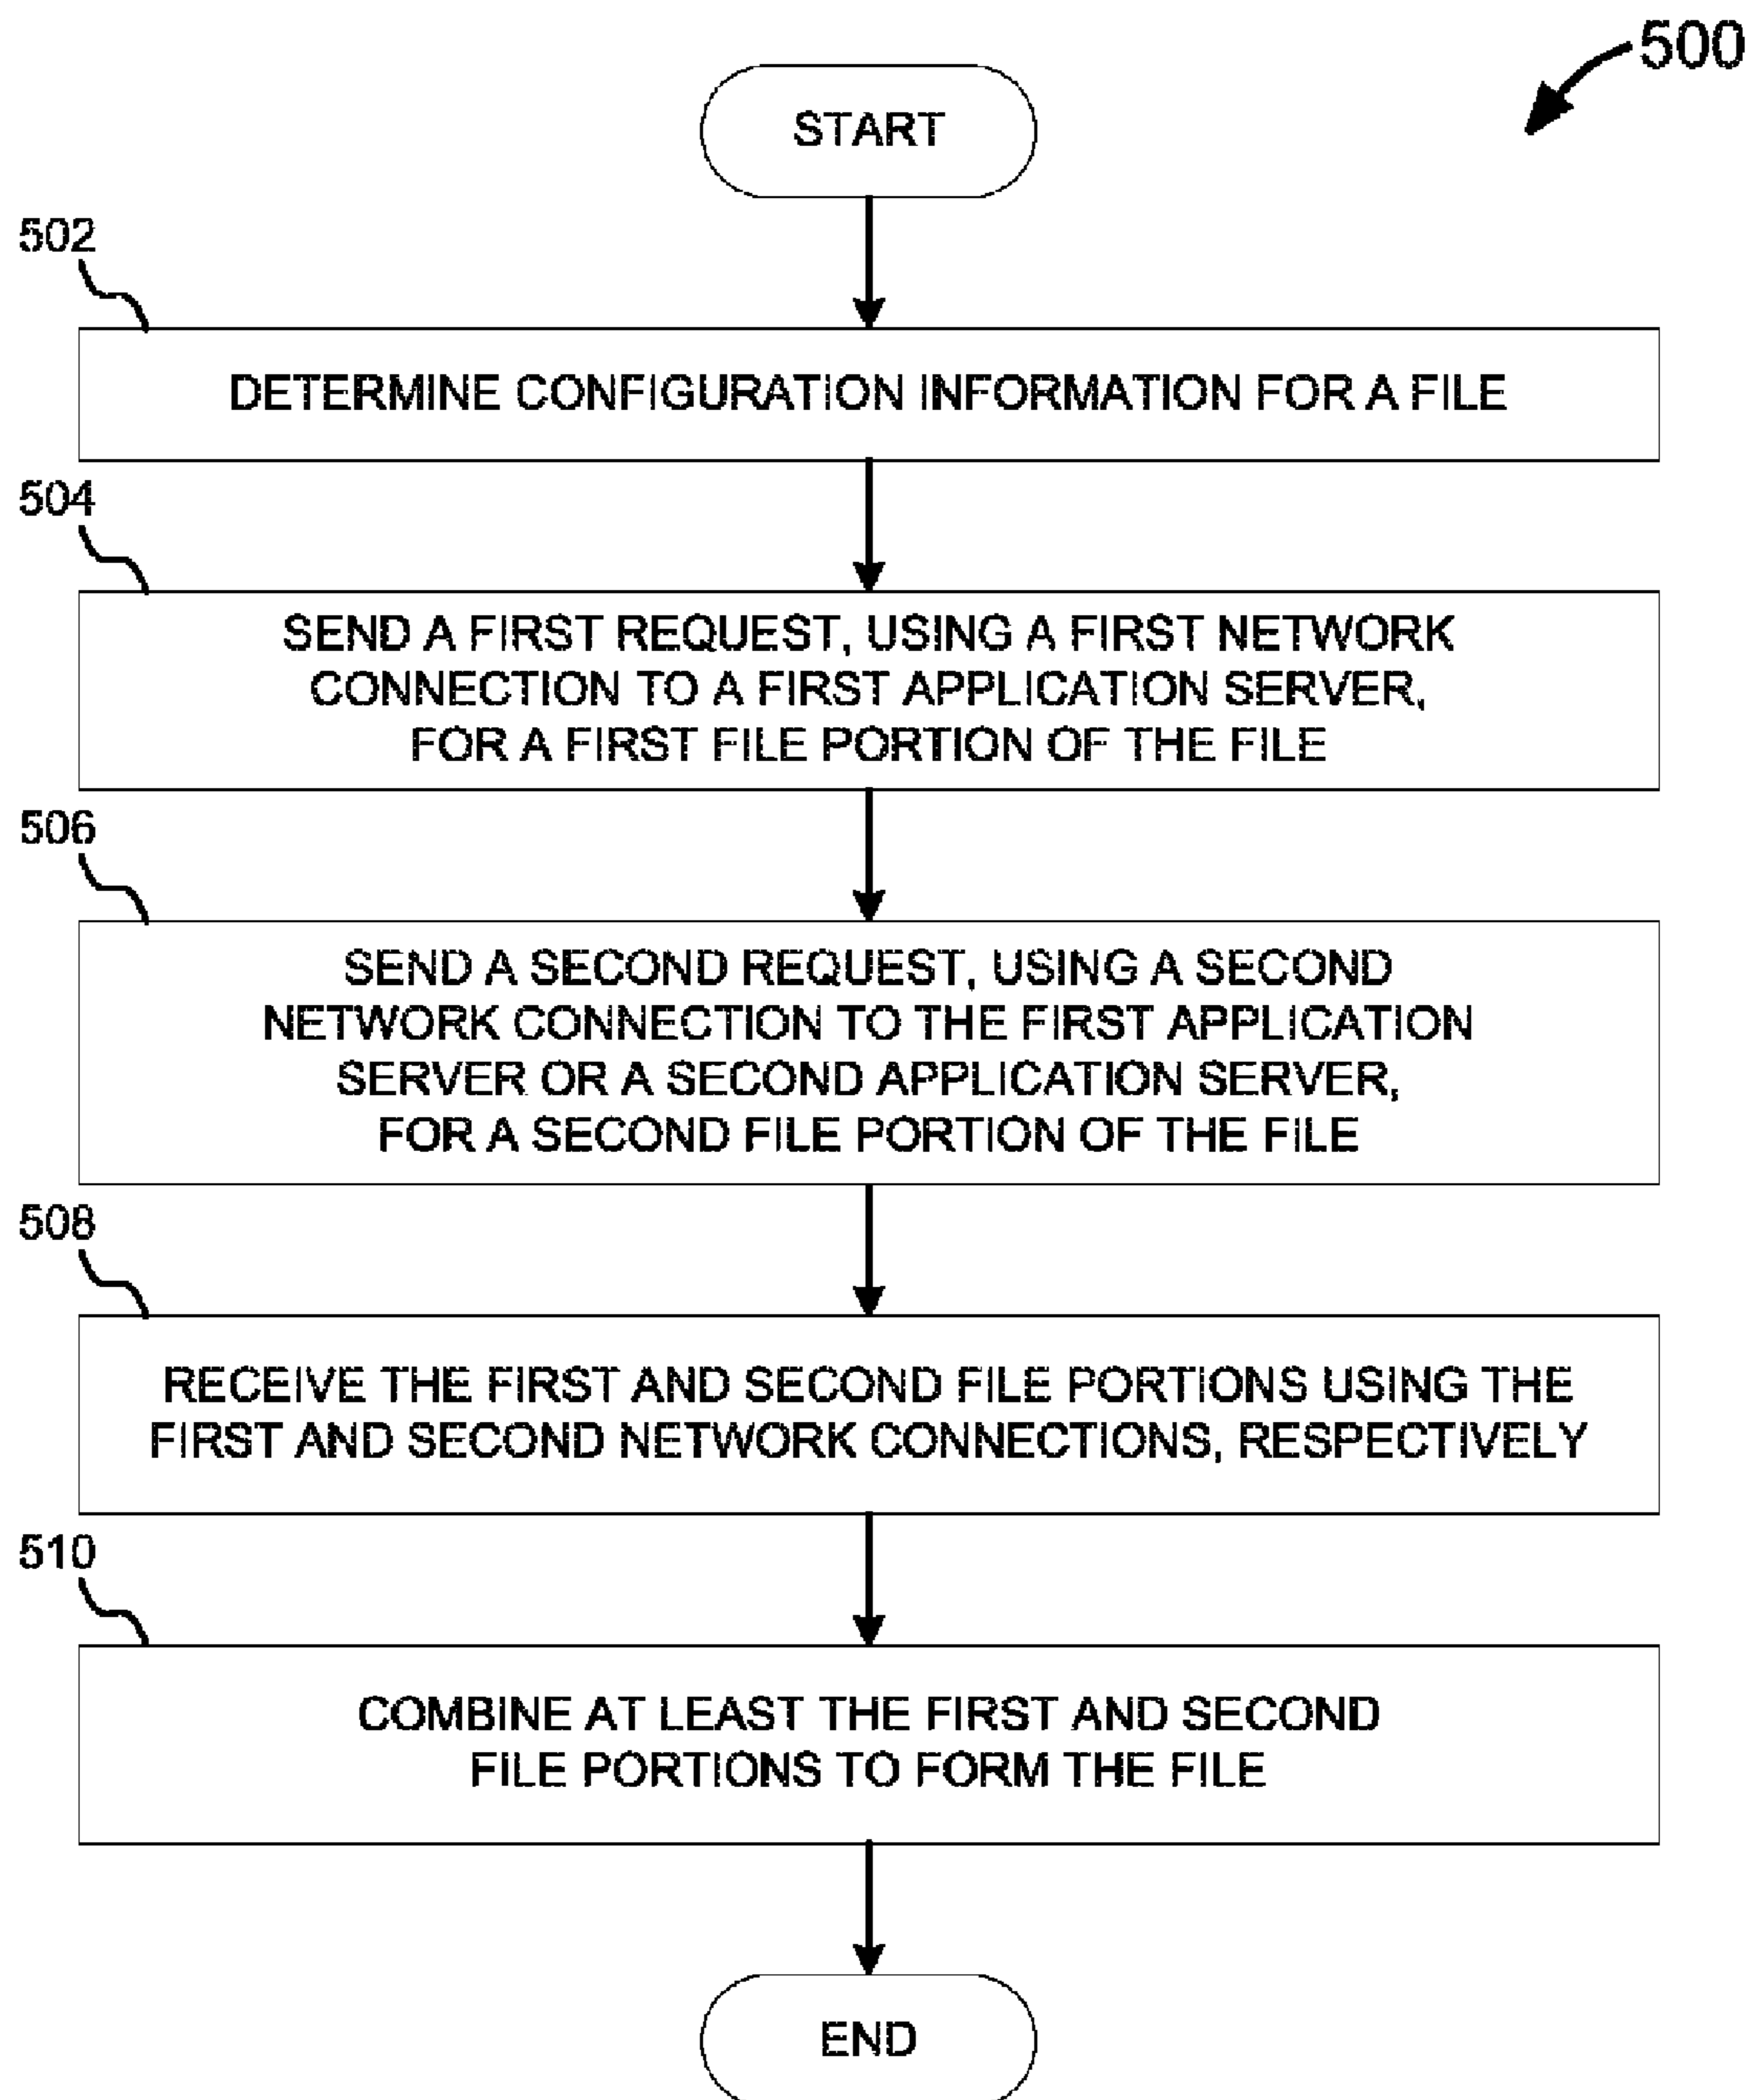 500
START
502
DETERMINE CONFIGURATION INFORMATION FOR A FILE
504
SEND A FIRST REQUEST, USING A FIRST NETWORK
CONNECTION TO A FIRST APPLICATION SERVER,
FOR A FIRST FILE PORTION OF THE FILE
506
SEND A SECOND REQUEST, USING A SECOND
NETWORK CONNECTION TO THE FIRST APPLICATION
SERVER OR A SECOND APPLICATION SERVER,
FOR A SECOND FILE PORTION OF THE FILE
508
RECEIVE THE FIRST AND SECOND FILE PORTIONS USING THE
FIRST AND SECOND NETWORK CONNECTIONS, RESPECTIVELY
510
COMBINE AT LEAST THE FIRST AND SECOND
FILE PORTIONS TO FORM THE FILE
END